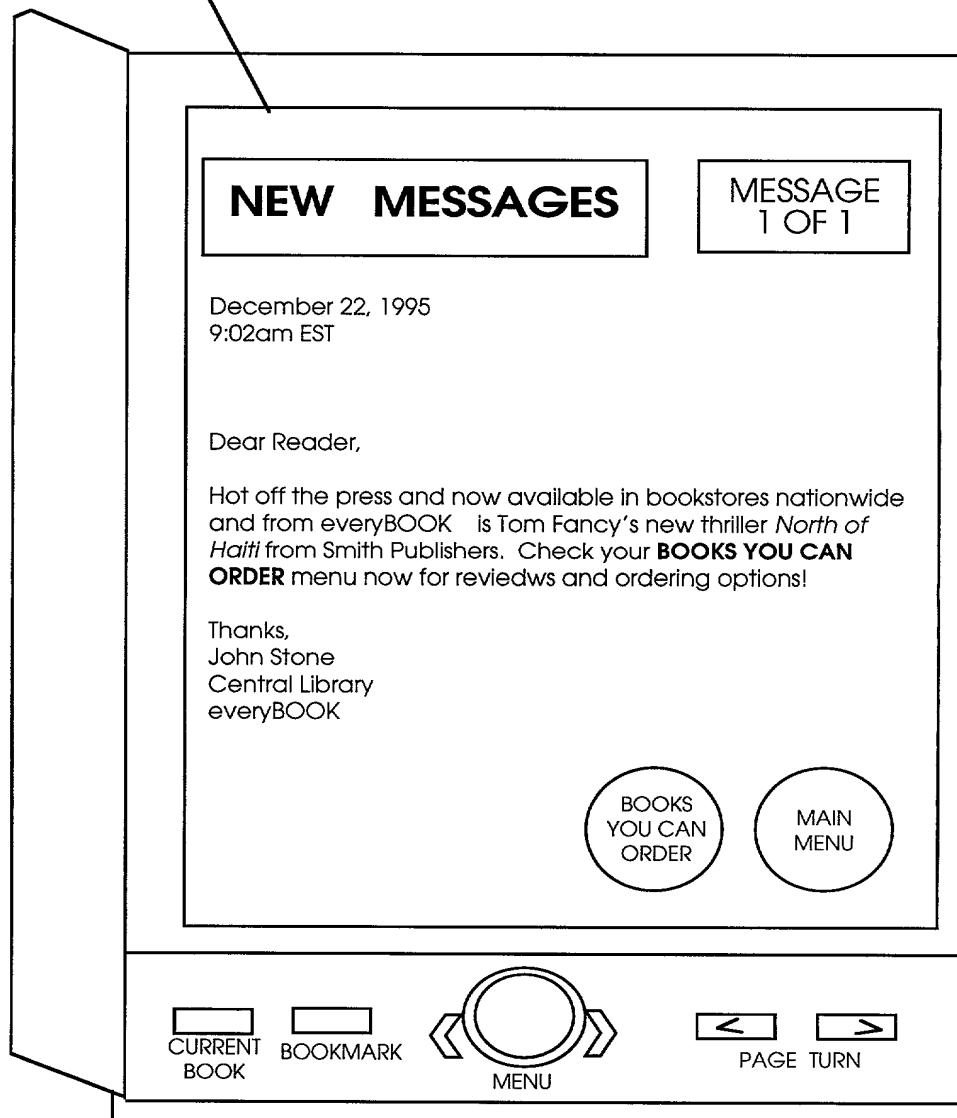 NEW MESSAGES
MESSAGE
1 OF 1
December 22, 1995
9:02am EST
Dear Reader,
Hot off the press and now available in bookstores nationwide
and from everyBOOK is Tom Fancy's new thriller North of
Haiti from Smith Publishers. Check your BOOKS YOU CAN
ORDER menu now for reviedws and ordering options!
Thanks,
John Stone
Central Library
everyBOOK
BOOKS
YOU CAN
ORDER
MAIN
MENU
CURRENT
BOOK
BOOKMARK
MENU
< >
PAGE TURN